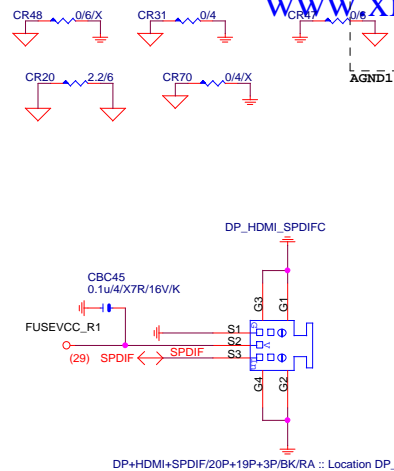 WWW.XI
CR48 0/6/X CR31 0/4 CR47 0/6
AGND1
CR20 2.2/6 CR70 0/4/X
DP_HDMI_SPDIFC
CBC45
0.1u/4/X7R/16V/K
G3 G1
FUSEVCC_R1
S1
S2
(29) SPDIF SPDIF S3
G4 G2
DP+HDMI+SPDIF/20P+19P+3P/BK/RA :: Location DP_